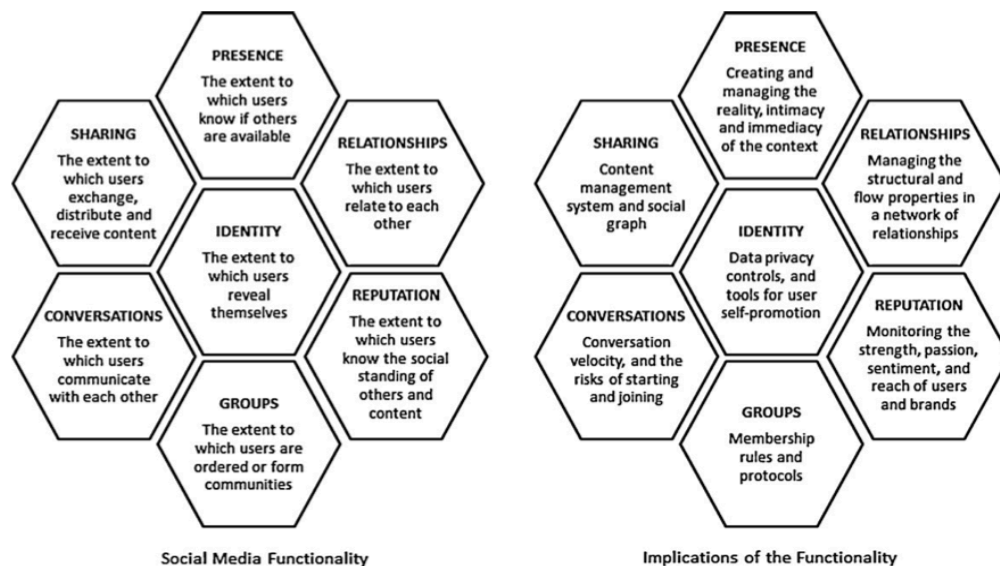 PRESENCE
The extent to
which users
know if others
are available
SHARING
The extent to
which users
exchange,
distribute and
receive content
RELATIONSHIPS
The extent to
which users
relate to each
other
IDENTITY
The extent to
which users
reveal
themselves
CONVERSATIONS
The extent to
which users
communicate
with each other
REPUTATION
The extent to
which users
know the social
standing of
others and
content
GROUPS
The extent to
which users are
ordered or form
communities
Social Media Functionality
PRESENCE
Creating and
managing the
reality, intimacy
and immediacy
of the context
SHARING
Content
management
system and social
graph
RELATIONSHIPS
Managing the
structural and
flow properties in
a network of
relationships
IDENTITY
Data privacy
controls, and
tools for user
self-promotion
CONVERSATIONS
Conversation
velocity, and the
risks of starting
and joining
REPUTATION
Monitoring the
strength, passion,
sentiment, and
reach of users
and brands
GROUPS
Membership
rules and
protocols
Implications of the Functionality